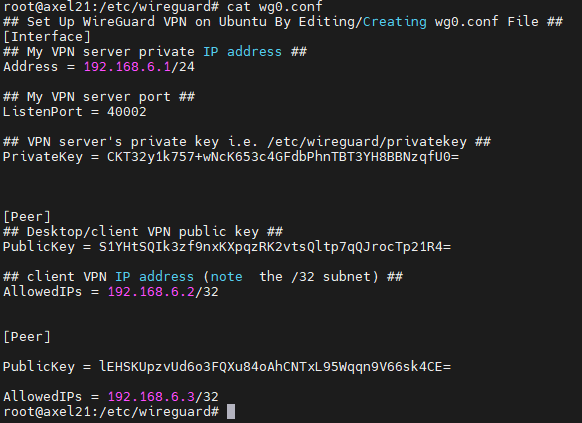 root@axel21:/etc/wireguard# cat wg0.conf
## Set Up WireGuard VPN on Ubuntu By Editing/Creating wg0.conf File ##
[Interface]
## My VPN server private IP address ##
Address = 192.168.6.1/24
## My VPN server port ##
ListenPort = 40002
## VPN server's private key i.e. /etc/wireguard/privatekey ##
PrivateKey = CKT32y1k757+wNcK653c4GFdbPhnTBT3YH8BBNzqfU0=
[Peer]
## Desktop/client VPN public key ##
PublicKey = S1YHtSQIk3zf9nxKXpqzRK2vtsQltp7qQJrocTp21R4=
## client VPN IP address (note  the /32 subnet) ##
AllowedIPs = 192.168.6.2/32
[Peer]
PublicKey = lEHSKUpzvUd6o3FQXu84oAhCNTxL95Wqqn9V66sk4CE=
AllowedIPs = 192.168.6.3/32
root@axel21:/etc/wireguard#